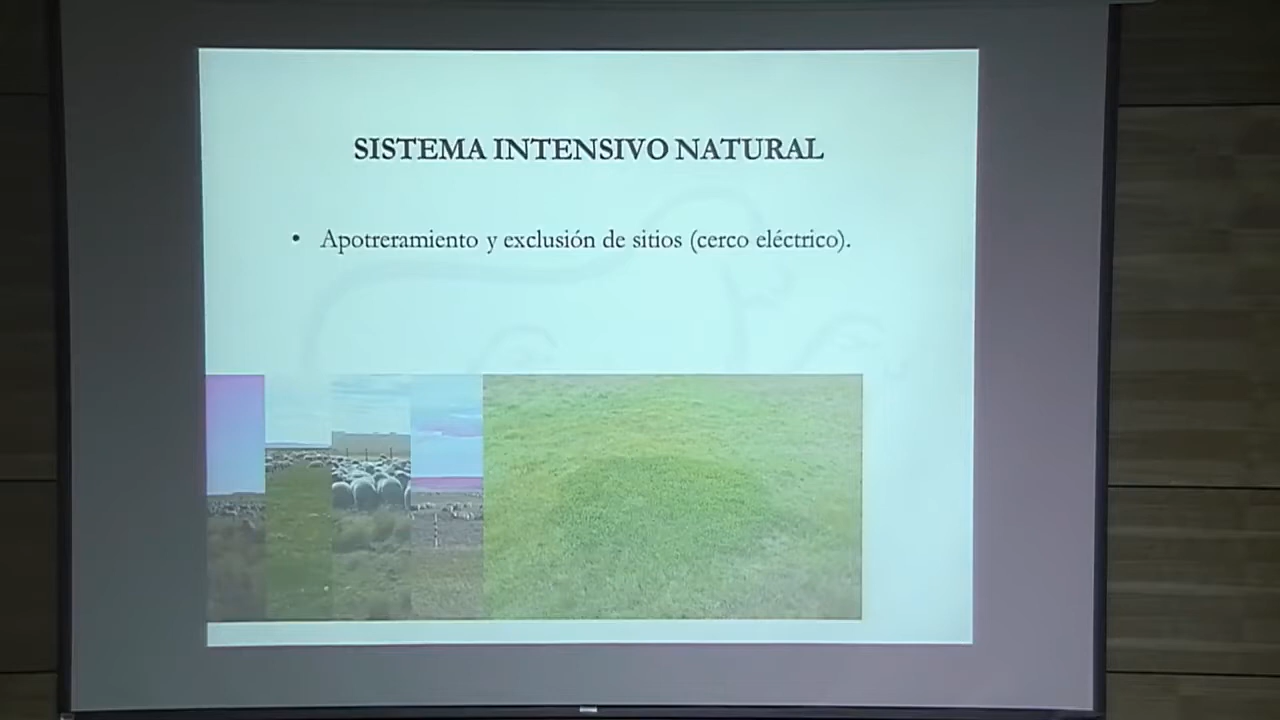 SISTEMA INTENSIVO NATURAL
• Apotreramiento y exclusión de sitios (cerco eléctrico).